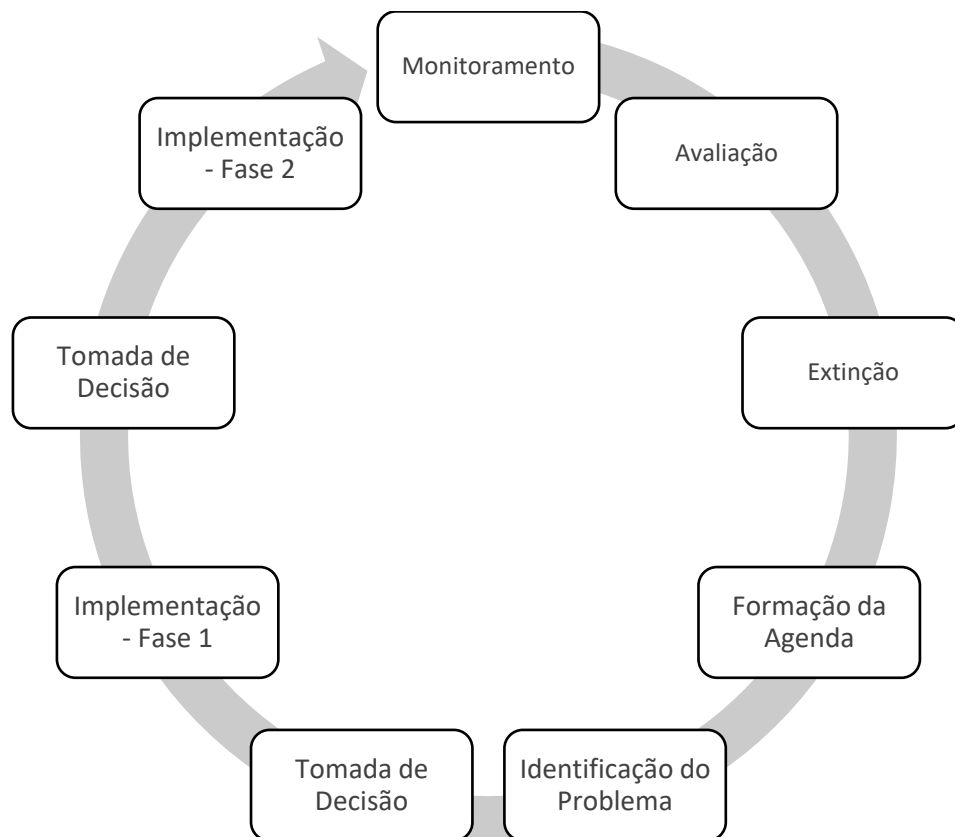 Monitoramento
Avaliação
Extinção
Formação da
Agenda
Identificação do
Problema
Tomada de
Decisão
Implementação
- Fase 1
Tomada de
Decisão
Implementação
- Fase 2